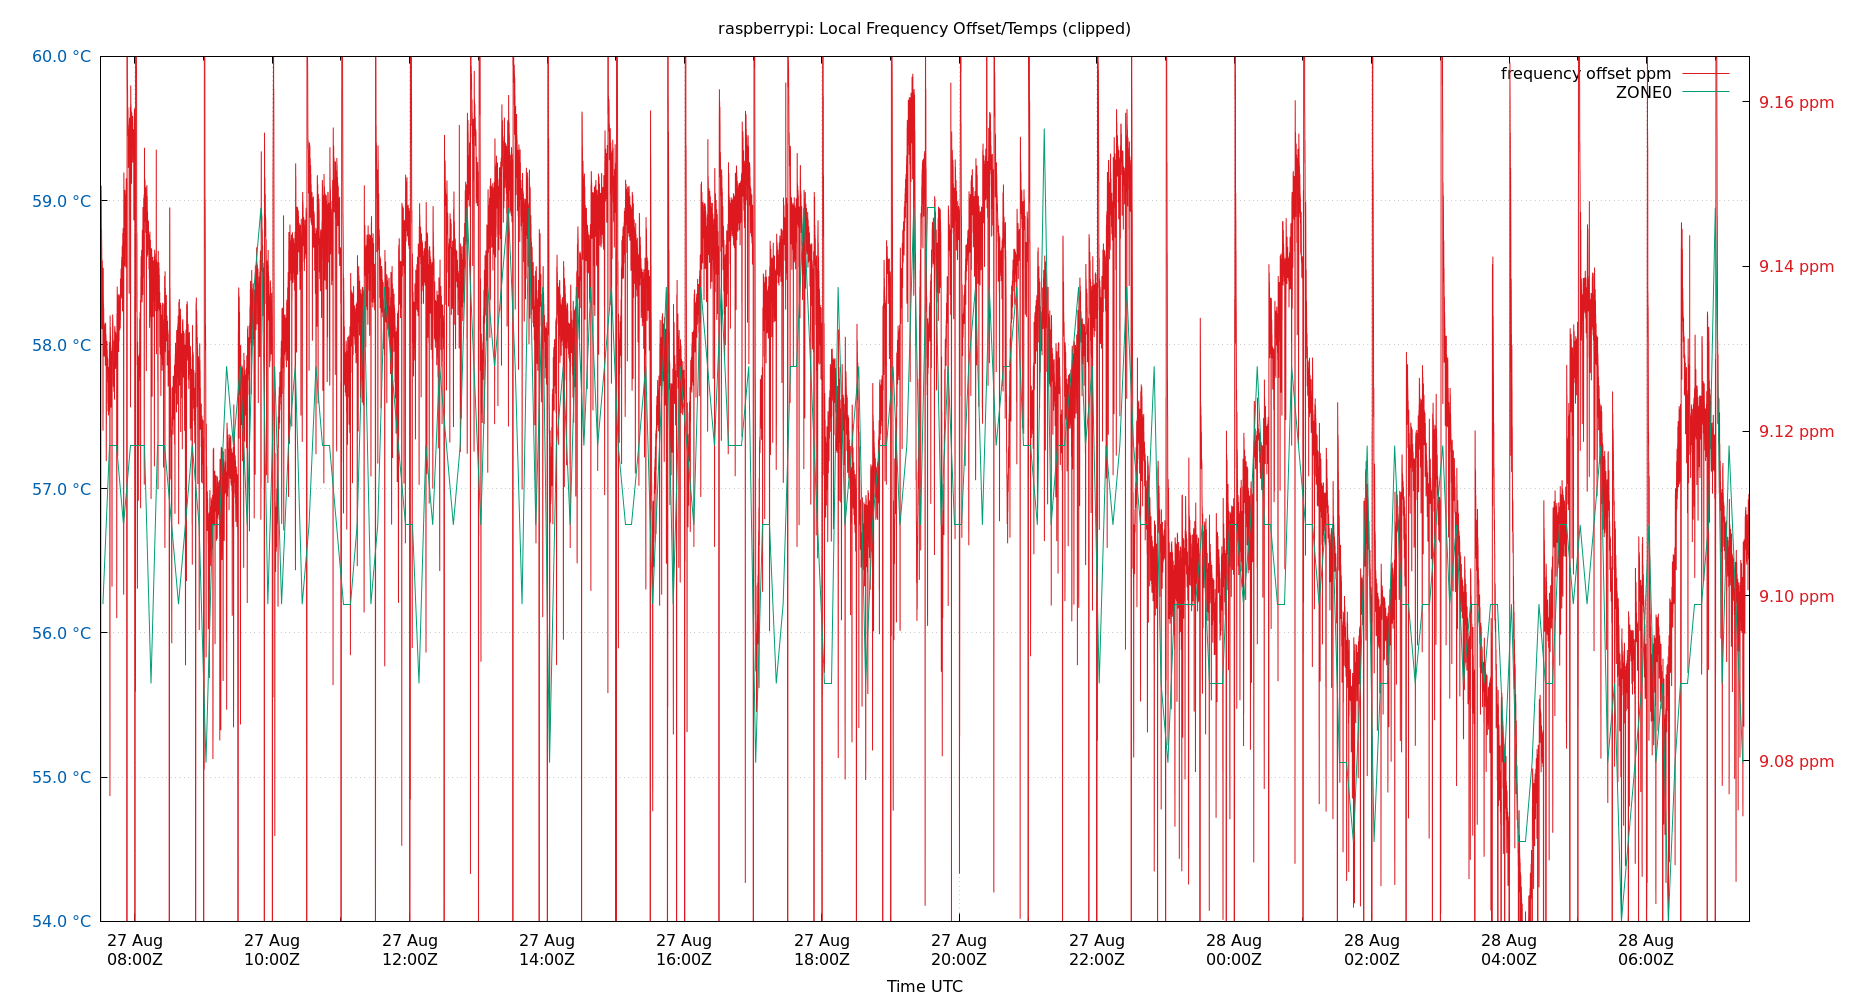 raspberrypi: Local Frequency Offset/Temps (clipped)
60.0 °C
59.0 °C
58.0 °C
57.0 °C
56.0 °C
55.0 °C
54.0 °C
frequency offset ppm
ZONE0
9.16 ppm
9.14 ppm
9.12 ppm
9.10 ppm
9.08 ppm
27 Aug
08:00Z
27 Aug
10:00Z
27 Aug
12:00Z
27 Aug
14:00Z
27 Aug
16:00Z
27 Aug
18:00Z
27 Aug
20:00Z
27 Aug
22:00Z
28 Aug
00:00Z
28 Aug
02:00Z
28 Aug
04:00Z
28 Aug
06:00Z
Time UTC